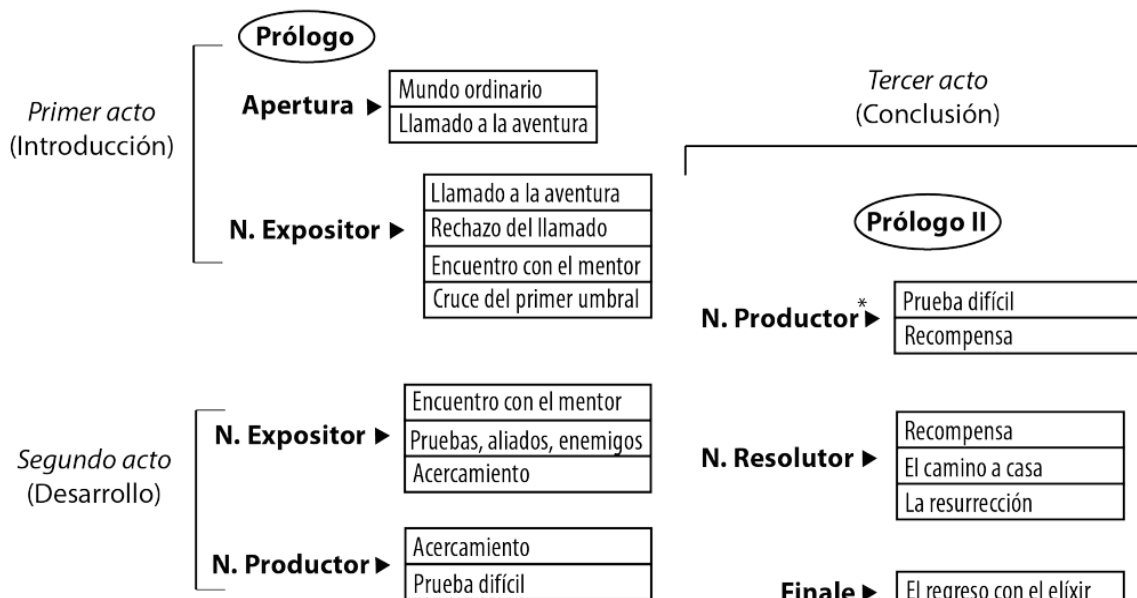 Prólogo
Primer acto
(Introducción)
Apertura ▶
Mundo ordinario
Llamado a la aventura
N. Expositor ▶
Llamado a la aventura
Rechazo del llamado
Encuentro con el mentor
Cruce del primer umbral
Segundo acto
(Desarrollo)
N. Expositor ▶
Encuentro con el mentor
Pruebas, aliados, enemigos
Acercamiento
N. Productor ▶
Acercamiento
Prueba difícil
Tercer acto
(Conclusión)
Prólogo II
N. Productor* ▶
Prueba difícil
Recompensa
N. Resolutor ▶
Recompensa
El camino a casa
La resurrección
Finale ▶
El regreso con el elíxir